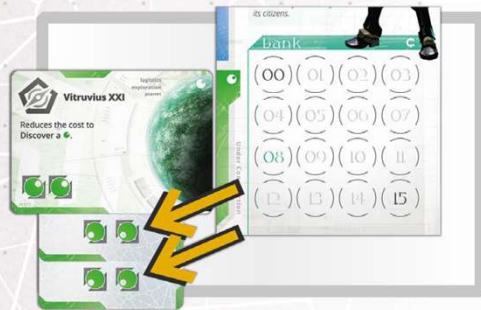 its citizens.
bank
00 01 02 03
04 05 06 07
08 09 10 11
12 13 14 15
Vitruvius XXI
logistics
exploration
planet
Reduces the cost to
Discover a